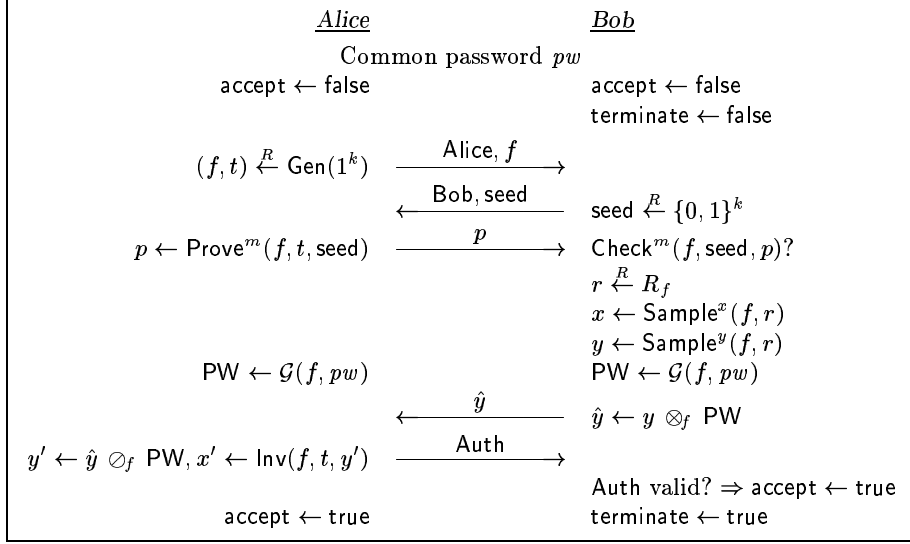 Alice Bob
Common password pw
accept ← false accept ← false
terminate ← false
(f, t) ←R Gen(1^k) Alice, f
Bob, seed seed ←R {0, 1}^k
p ← Prove^m(f, t, seed) p Check^m(f, seed, p)?
r ←R R_f
x ← Sample^x(f, r)
y ← Sample^y(f, r)
PW ← 𝒢(f, pw) PW ← 𝒢(f, pw)
ŷ ŷ ← y ⊗_f PW
y′ ← ŷ ⊘_f PW, x′ ← Inv(f, t, y′) Auth
Auth valid? ⇒ accept ← true
accept ← true terminate ← true